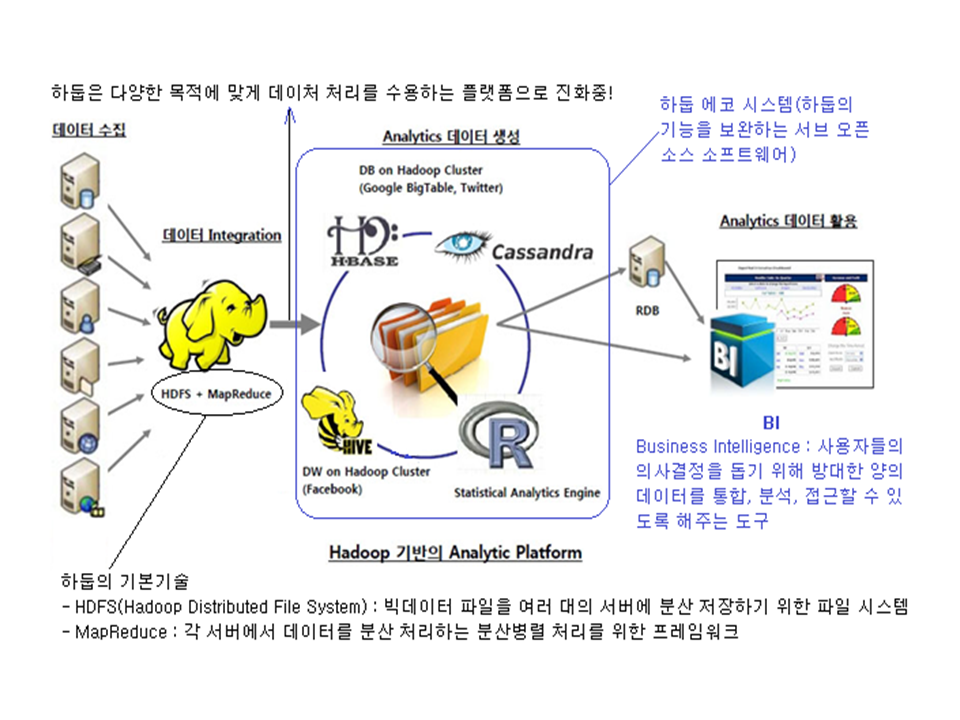 하둡은 다양한 목적에 맞게 데이처 처리를 수용하는 플랫폼으로 진화중!
하둡 에코 시스템(하둡의
기능을 보완하는 서브 오픈
소스 소프트웨어)
데이터 수집
Analytics 데이터 생성
DB on Hadoop Cluster
(Google BigTable, Twitter)
Analytics 데이터 활용
데이터 Integration
H-BASE
Cassandra
RDB
HDFS + MapReduce
BI
HIVE
R
DW on Hadoop Cluster
(Facebook)
Statistical Analytics Engine
BI
Business Intelligence : 사용자들의
의사결정을 돕기 위해 방대한 양의
데이터를 통합, 분석, 접근할 수 있
도록 해주는 도구
Hadoop 기반의 Analytic Platform
하둡의 기본기술
- HDFS(Hadoop Distributed File System) : 빅데이터 파일을 여러 대의 서버에 분산 저장하기 위한 파일 시스템
- MapReduce : 각 서버에서 데이터를 분산 처리하는 분산병렬 처리를 위한 프레임워크